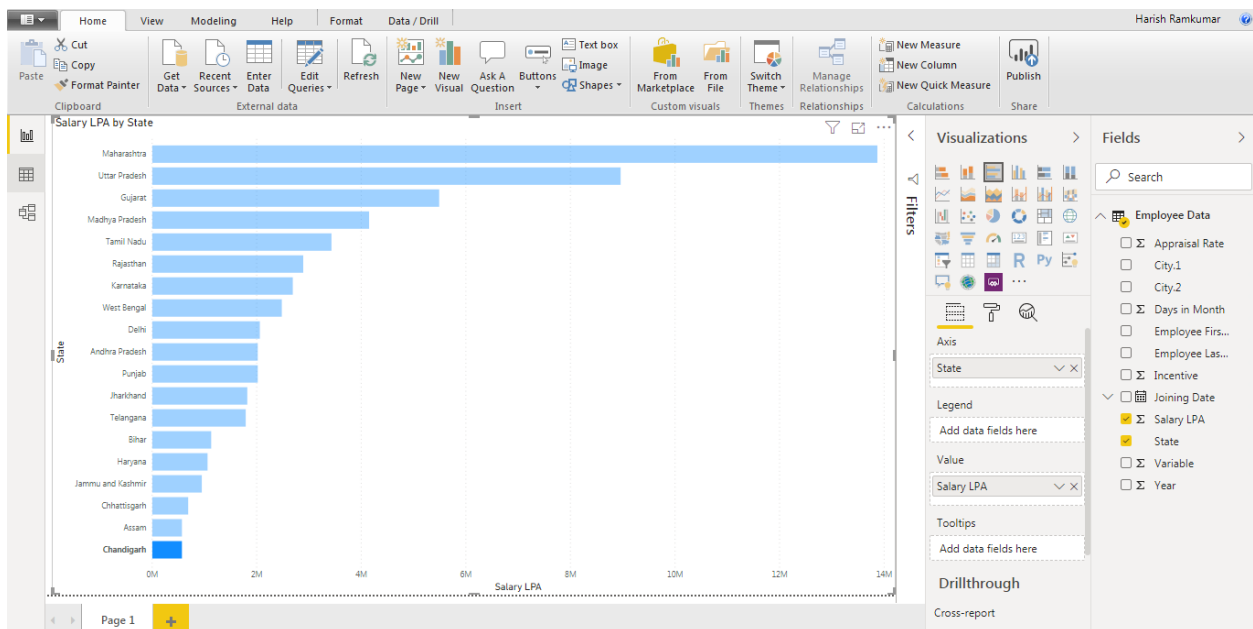 Home View Modeling Help Format Data / Drill Harish Ramkumar
Paste
Cut
Copy
Format Painter
Clipboard
Get Data
Recent Sources
Enter Data
Edit Queries
Refresh
External data
New Page
New Visual
Ask A Question
Buttons
Text box
Image
Shapes
Insert
From Marketplace
From File
Custom visuals
Switch Theme
Themes
Manage Relationships
Relationships
New Measure
New Column
New Quick Measure
Calculations
Publish
Share
Salary LPA by State
State
Maharashtra
Uttar Pradesh
Gujarat
Madhya Pradesh
Tamil Nadu
Rajasthan
Karnataka
West Bengal
Delhi
Andhra Pradesh
Punjab
Jharkhand
Telangana
Bihar
Haryana
Jammu and Kashmir
Chhattisgarh
Assam
Chandigarh
0M 2M 4M 6M 8M 10M 12M 14M
Salary LPA
Page 1
Filters
Visualizations
R Py
Axis
State
Legend
Add data fields here
Value
Salary LPA
Tooltips
Add data fields here
Drillthrough
Cross-report
Fields
Search
Employee Data
Σ Appraisal Rate
City.1
City.2
Σ Days in Month
Employee Firs...
Employee Las...
Σ Incentive
Joining Date
Σ Salary LPA
State
Σ Variable
Σ Year